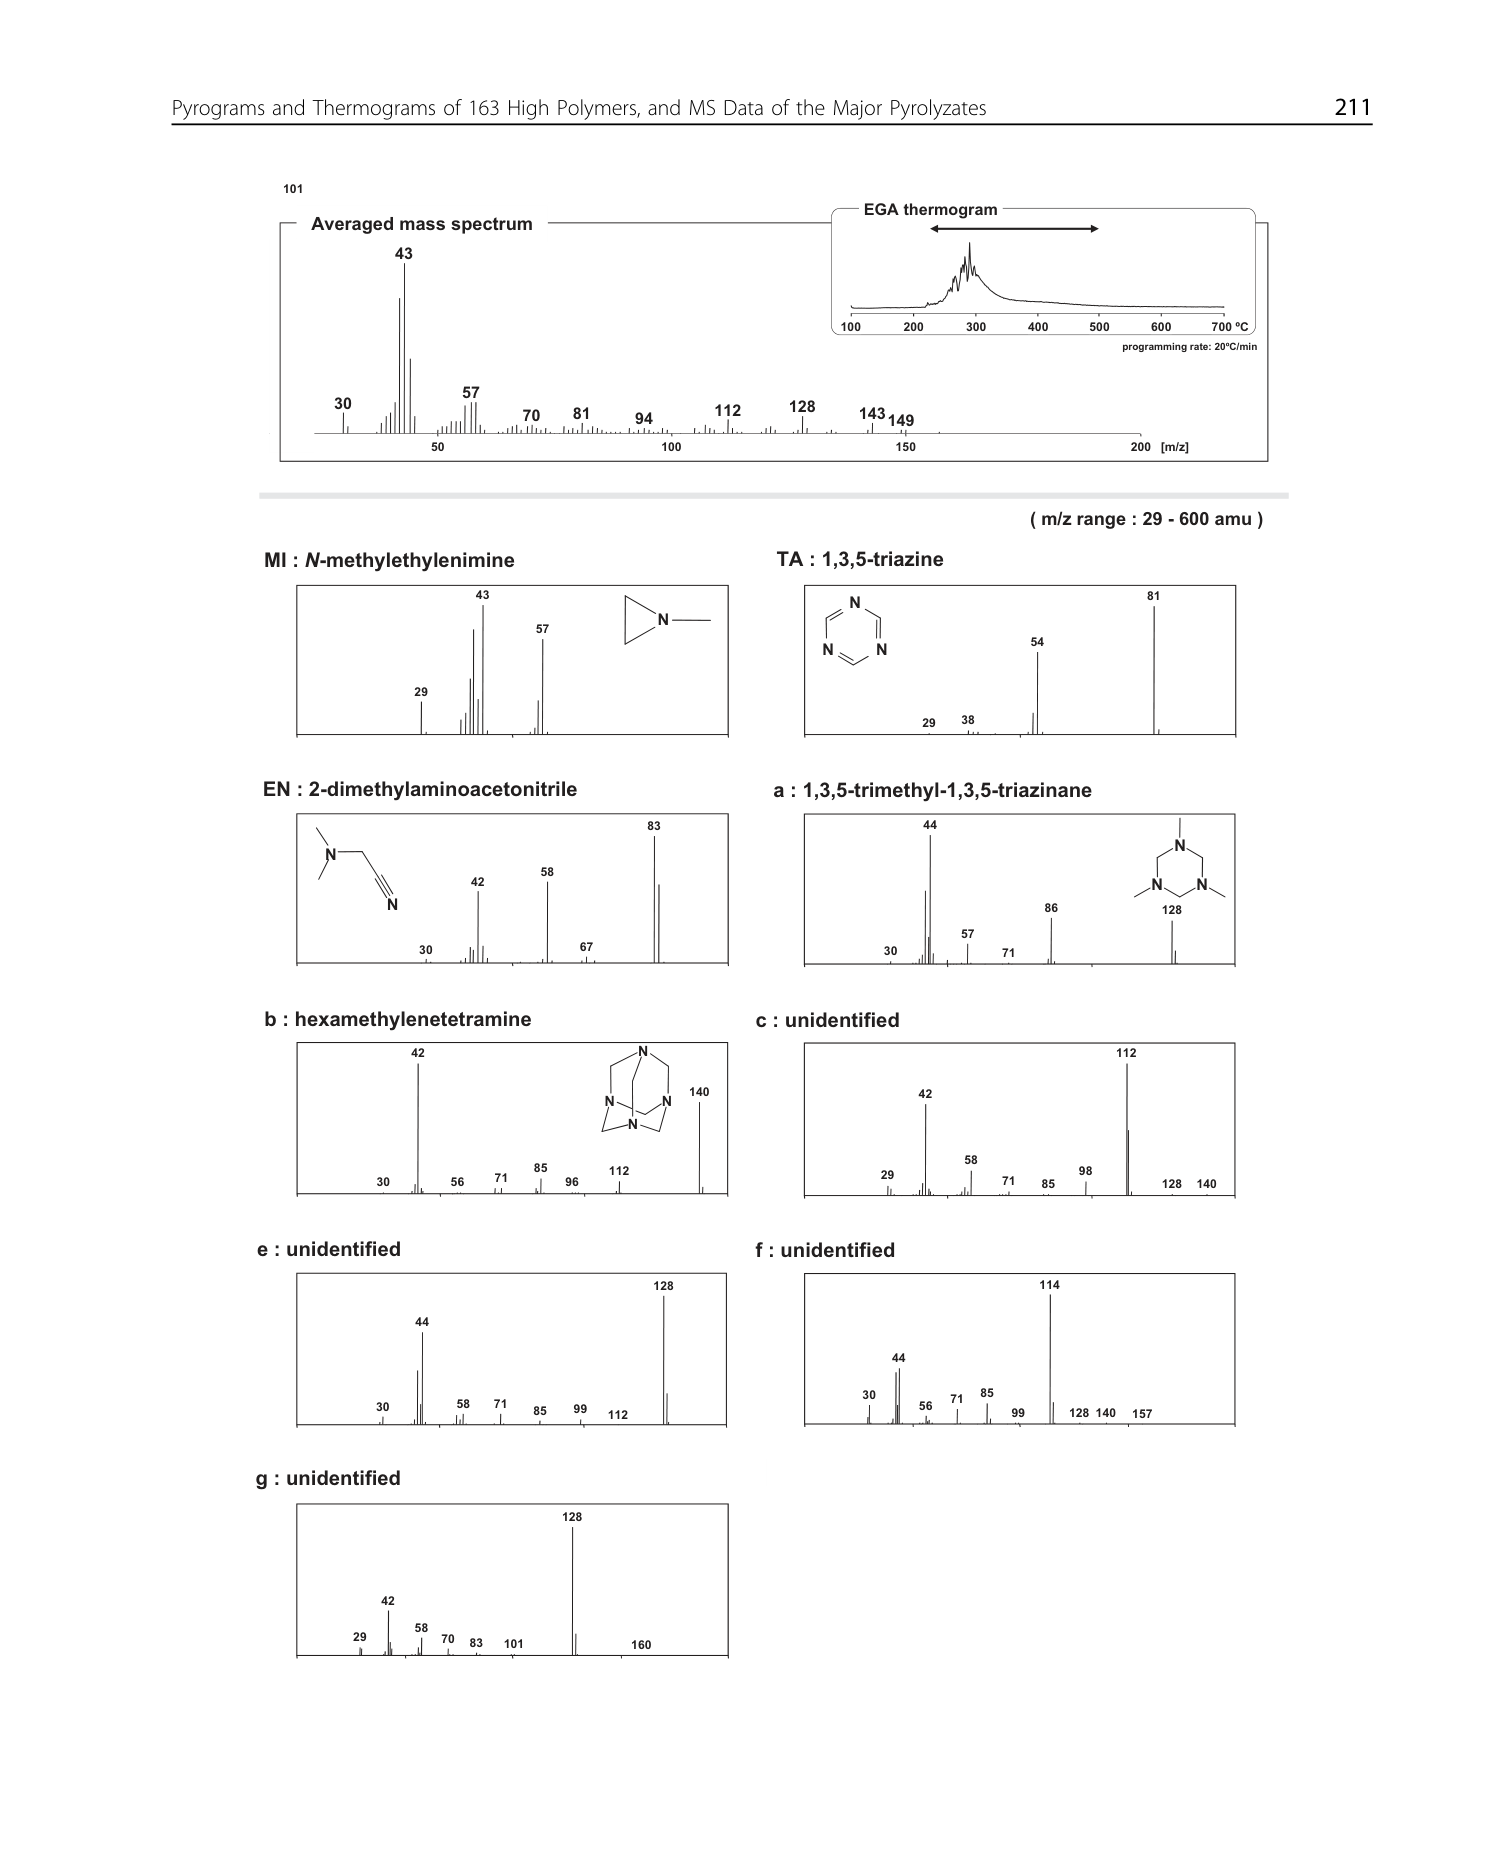 Pyrograms and Thermograms of 163 High Polymers, and MS Data of the Major Pyrolyzates 211
101
Averaged mass spectrum
EGA thermogram
100 200 300 400 500 600 700 ºC
programming rate: 20ºC/min
43
30 57 70 81 94 112 128 143 149
50 100 150 200 [m/z]
( m/z range : 29 - 600 amu )
MI : N-methylethylenimine
29 43 57
N
TA : 1,3,5-triazine
29 38 54 81
N
N N
EN : 2-dimethylaminoacetonitrile
30 42 58 67 83
N
N
a : 1,3,5-trimethyl-1,3,5-triazinane
30 44 57 71 86 128
N
N N
b : hexamethylenetetramine
30 42 56 71 85 96 112 140
N
N N
N
c : unidentified
29 42 58 71 85 98 112 128 140
e : unidentified
30 44 58 71 85 99 112 128
f : unidentified
30 44 56 71 85 99 114 128 140 157
g : unidentified
29 42 58 70 83 101 128 160